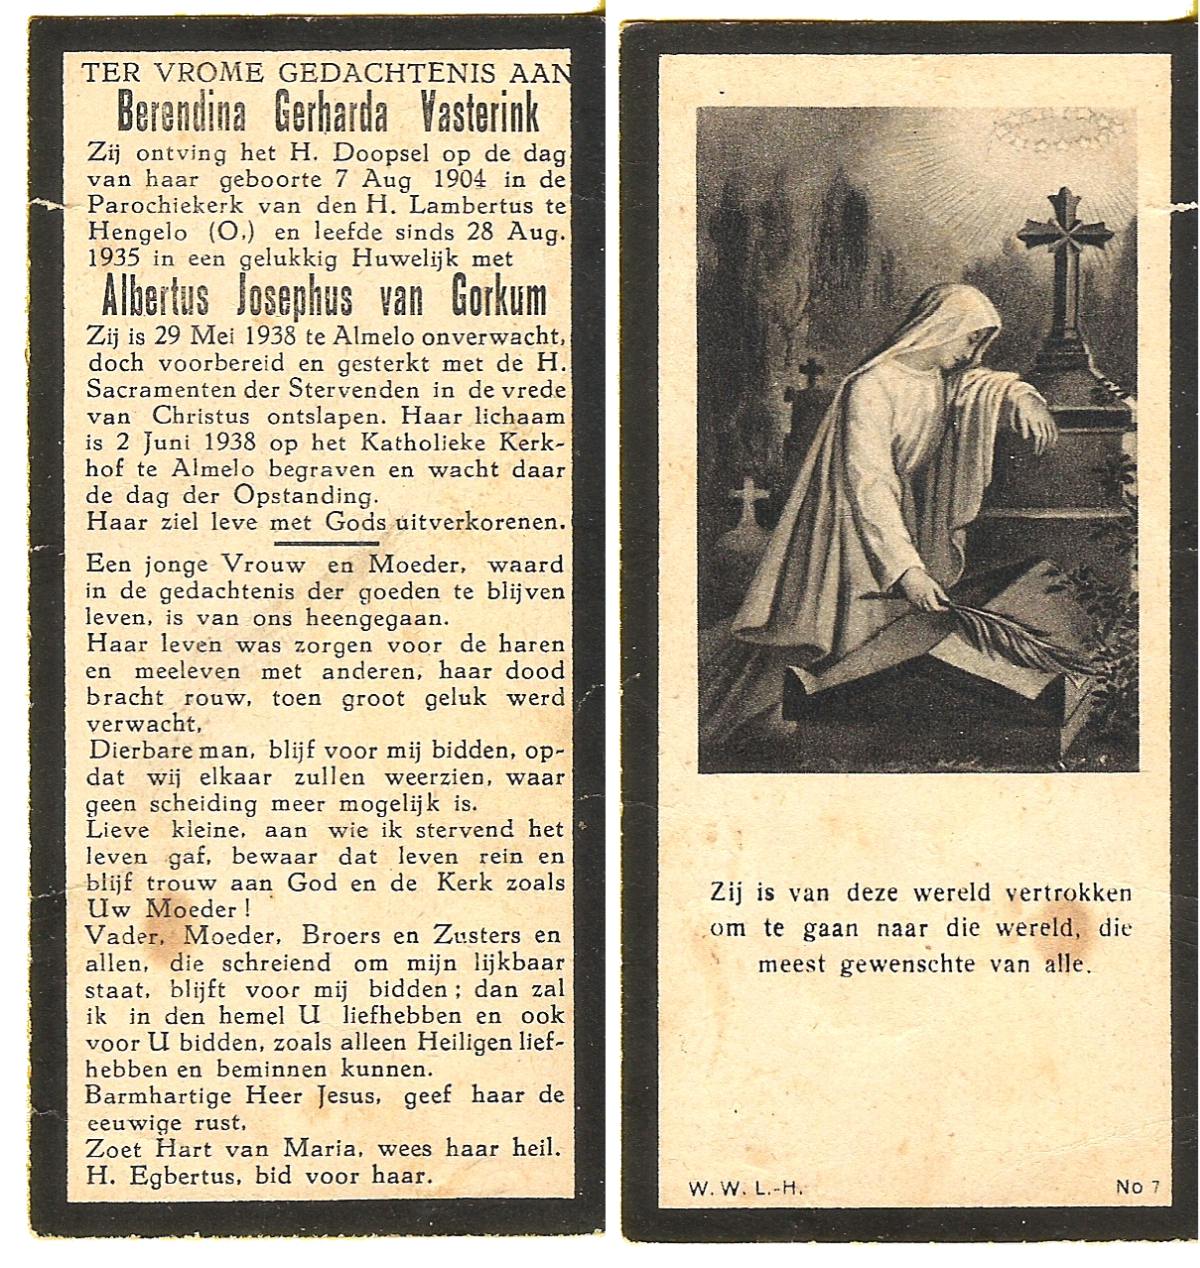 TER VROME GEDACHTENIS AAN
Berendina Gerharda Vasterink
Zij ontving het H. Doopsel op de dag
van haar geboorte 7 Aug 1904 in de
Parochiekerk van den H. Lambertus te
Hengelo (O.) en leefde sinds 28 Aug.
1935 in een gelukkig Huwelijk met
Albertus Josephus van Gorkum
Zij is 29 Mei 1938 te Almelo onverwacht,
doch voorbereid en gesterkt met de H.
Sacramenten der Stervenden in de vrede
van Christus ontslapen. Haar lichaam
is 2 Juni 1938 op het Katholieke Kerk-
hof te Almelo begraven en wacht daar
de dag der Opstanding.
Haar ziel leve met Gods uitverkorenen.
Een jonge Vrouw en Moeder, waard
in de gedachtenis der goeden te blijven
leven, is van ons heengegaan.
Haar leven was zorgen voor de haren
en meeleven met anderen, haar dood
bracht rouw, toen groot geluk werd
verwacht,
Dierbare man, blijf voor mij bidden, op-
dat wij elkaar zullen weerzien, waar
geen scheiding meer mogelijk is.
Lieve kleine, aan wie ik stervend het
leven gaf, bewaar dat leven rein en
blijf trouw aan God en de Kerk zoals
Uw Moeder!
Vader, Moeder, Broers en Zusters en
allen, die schreiend om mijn lijkbaar
staat, blijft voor mij bidden; dan zal
ik in den hemel U liefhebben en ook
voor U bidden, zoals alleen Heiligen lief-
hebben en beminnen kunnen.
Barmhartige Heer Jesus, geef haar de
eeuwige rust,
Zoet Hart van Maria, wees haar heil.
H. Egbertus, bid voor haar.
Zij is van deze wereld vertrokken
om te gaan naar die wereld, die
meest gewenschte van alle.
W. W. L.-H.
No 7